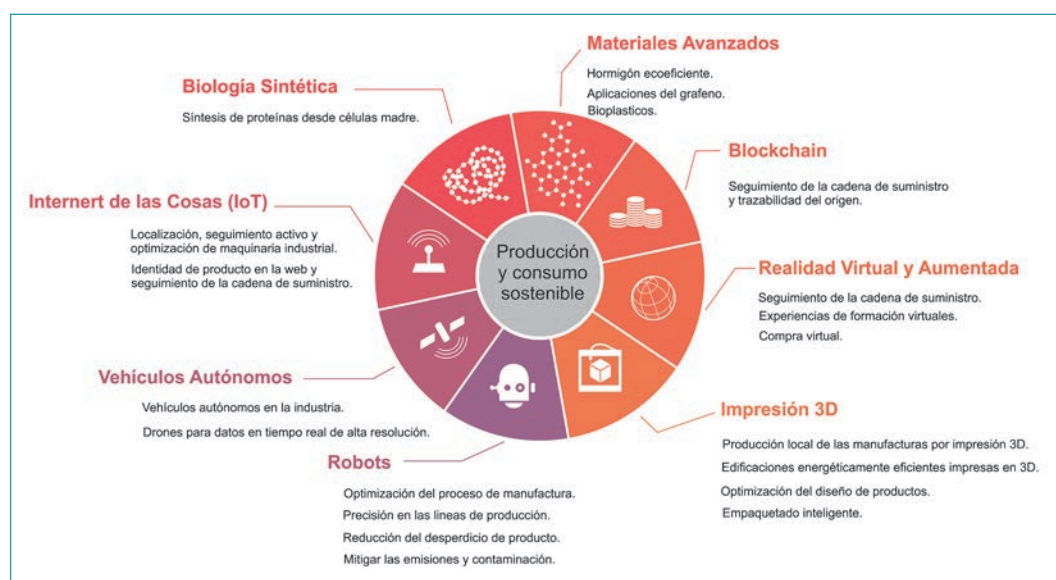 Materiales Avanzados
Hormigón ecoeficiente.
Aplicaciones del grafeno.
Bioplasticos.
Biología Sintética
Síntesis de proteínas desde células madre.
Blockchain
Seguimiento de la cadena de suministro
y trazabilidad del origen.
Internert de las Cosas (IoT)
Localización, seguimiento activo y
optimización de maquinaria industrial.
Identidad de producto en la web y
seguimiento de la cadena de suministro.
Producción
y consumo
sostenible
Realidad Virtual y Aumentada
Seguimiento de la cadena de suministro.
Experiencias de formación virtuales.
Compra virtual.
Vehículos Autónomos
Vehículos autónomos en la industria.
Drones para datos en tiempo real de alta resolución.
Impresión 3D
Producción local de las manufacturas por impresión 3D.
Edificaciones energéticamente eficientes impresas en 3D.
Optimización del diseño de productos.
Empaquetado inteligente.
Robots
Optimización del proceso de manufactura.
Precisión en las lineas de producción.
Reducción del desperdicio de producto.
Mitigar las emisiones y contaminación.